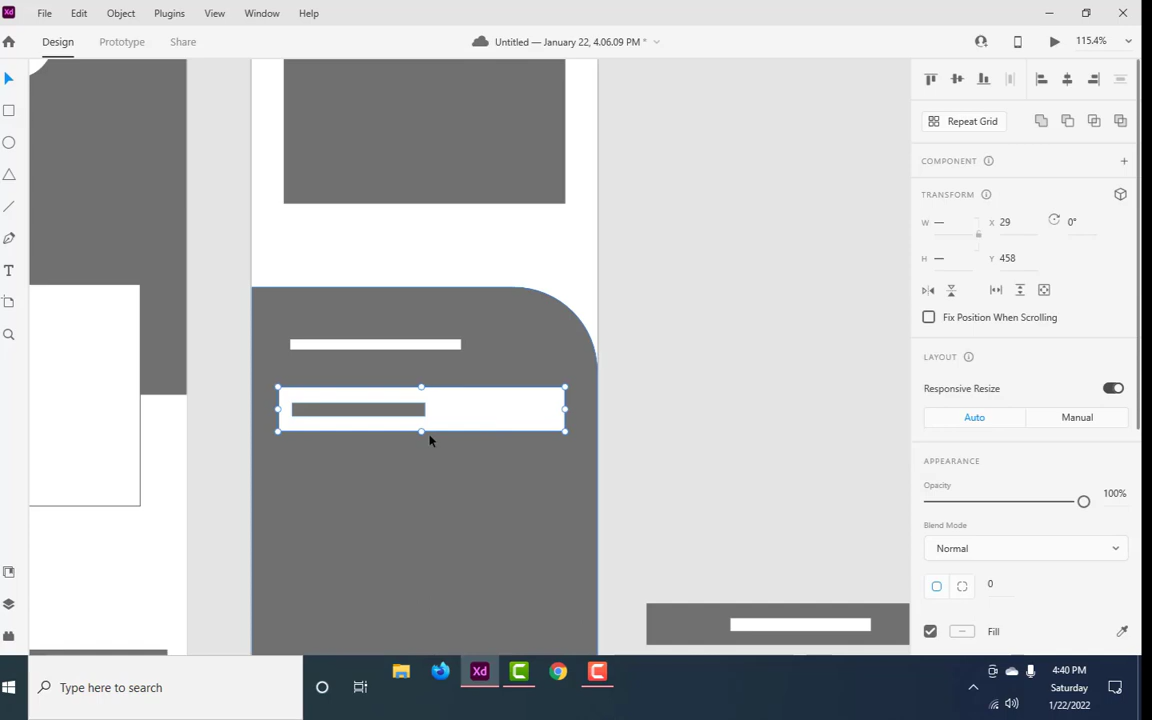 Xd File Edit Object Plugins View Window Help
Design Prototype Share Untitled — January 22, 4.06.09 PM * 115.4%
Repeat Grid
COMPONENT
TRANSFORM
W — X 29 0°
H — Y 458
Fix Position When Scrolling
LAYOUT
Responsive Resize
Auto Manual
APPEARANCE
Opacity
100%
Blend Mode
Normal
0
Fill
Type here to search
Xd
C
C
4:40 PM
Saturday
1/22/2022